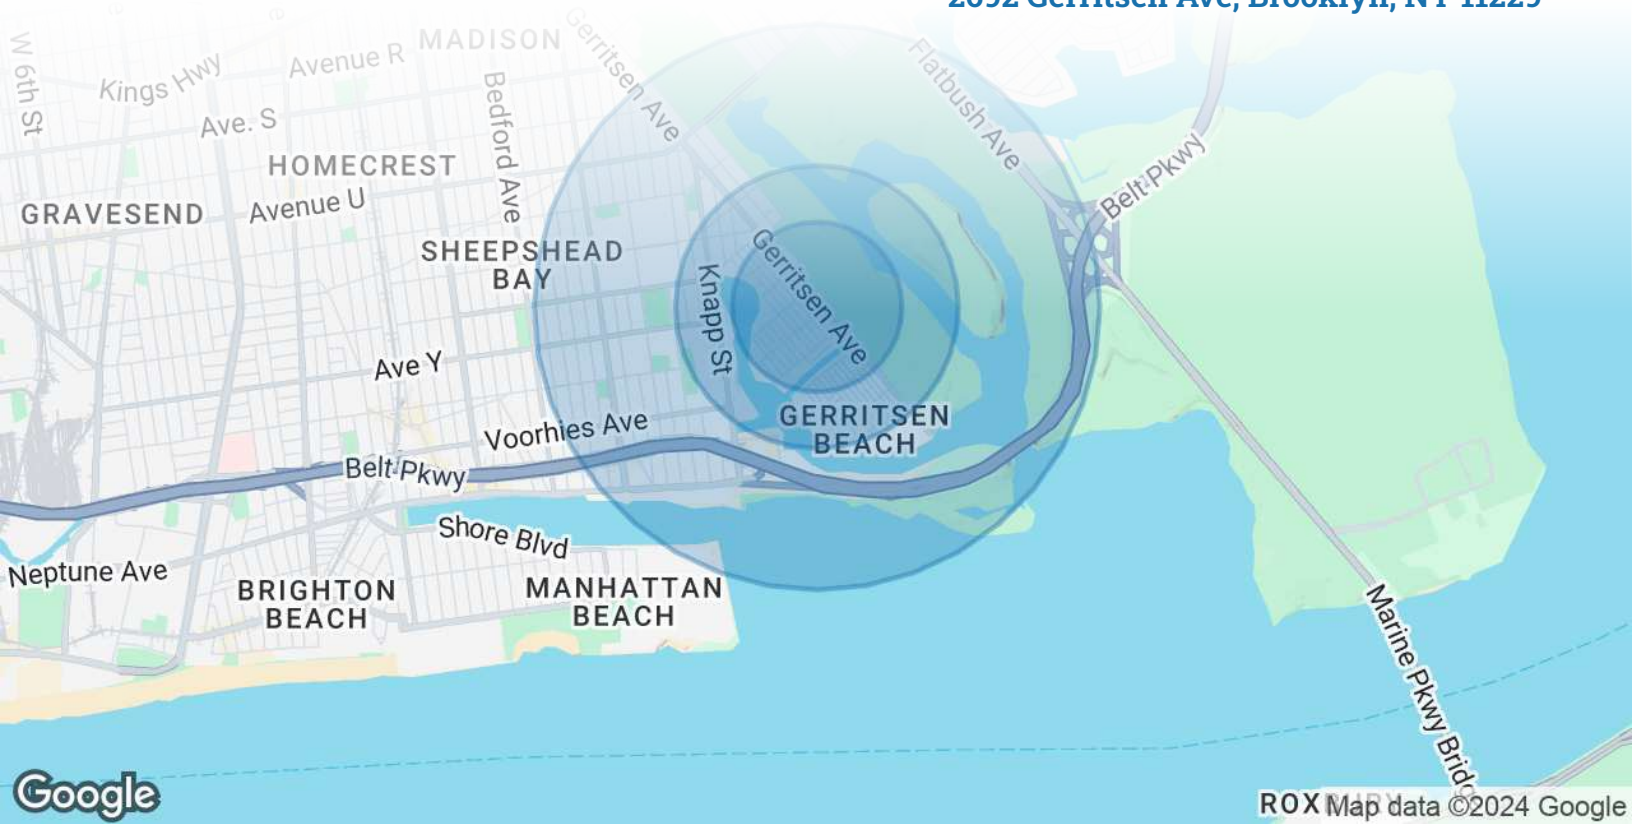 2692 Gerritsen Ave, Brooklyn, NY 11229
MADISON
Gerritsen Ave
Flatbush Ave
W 6th St
Kings Hwy
Avenue R
Bedford Ave
Ave. S
HOMECREST
Belt Pkwy
GRAVESEND
Avenue U
SHEEPSHEAD
BAY
Knapp St
Gerritsen Ave
Ave Y
Voorhies Ave
GERRITSEN
BEACH
Belt Pkwy
Shore Blvd
Neptune Ave
BRIGHTON
BEACH
MANHATTAN
BEACH
Marine Pkwy Bridg
Google
ROXBURY
Map data ©2024 Google